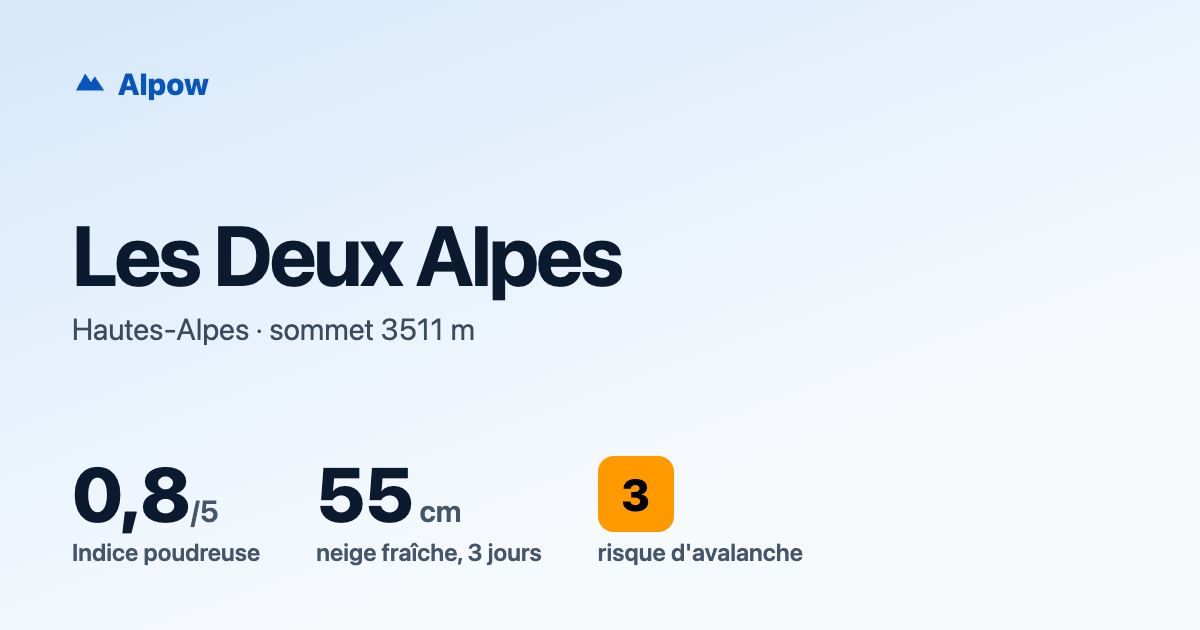 Alpow
Les Deux Alpes
Hautes-Alpes · sommet 3511 m
0,8/5 55 cm 3
Indice poudreuse neige fraîche, 3 jours risque d'avalanche